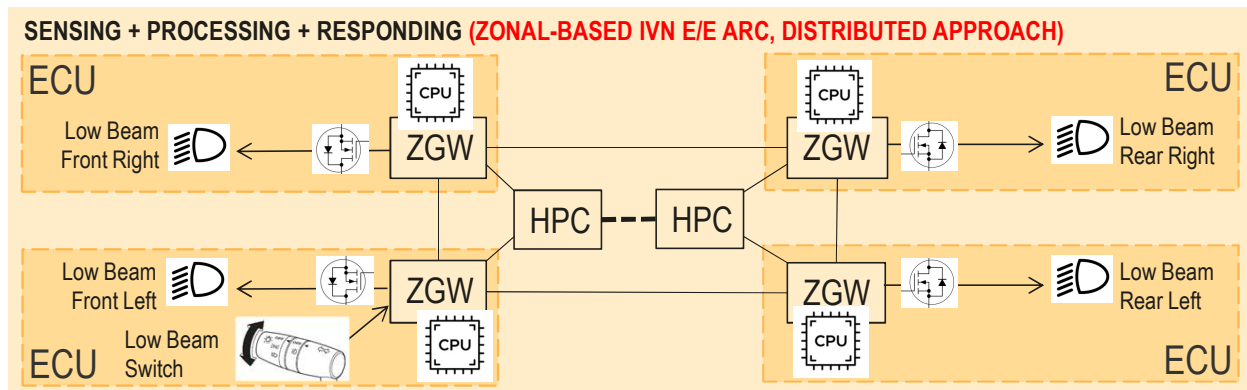 SENSING + PROCESSING + RESPONDING (ZONAL-BASED IVN E/E ARC, DISTRIBUTED APPROACH)
ECU
CPU
Low Beam
Front Right
ZGW
CPU
ECU
ZGW
Low Beam
Rear Right
HPC
HPC
Low Beam
Front Left
ZGW
Low Beam
Switch
CPU
ECU
ZGW
Low Beam
Rear Left
CPU
ECU